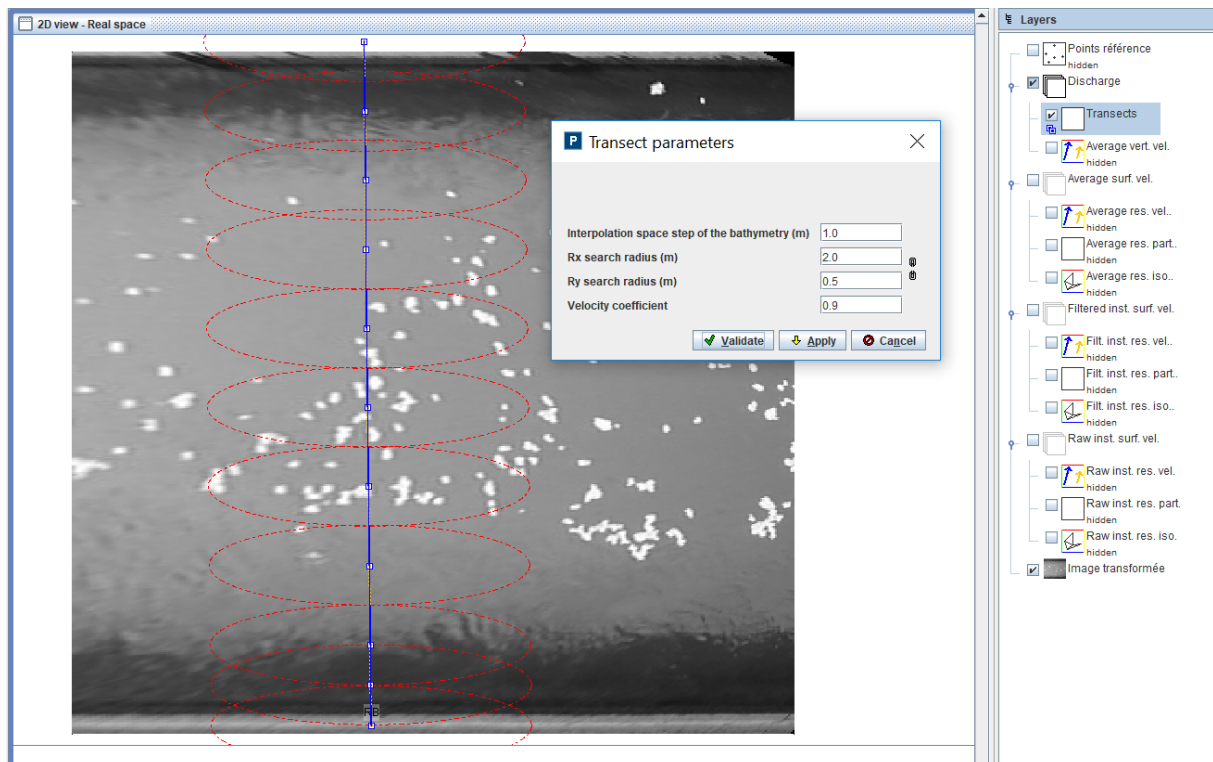 2D view - Real space
P Transect parameters
Interpolation space step of the bathymetry (m) 1.0
Rx search radius (m) 2.0
Ry search radius (m) 0.5
Velocity coefficient 0.9
Validate Apply Cancel
RB
Layers
Points référence
hidden
Discharge
Transects
Average vert. vel.
hidden
Average surf. vel.
Average res. vel..
hidden
Average res. part..
hidden
Average res. iso...
hidden
Filtered inst. surf. vel.
Filt. inst. res. vel..
hidden
Filt. inst. res. part..
hidden
Filt. inst. res. iso..
hidden
Raw inst. surf. vel.
Raw inst. res. vel.
hidden
Raw inst. res. part.
hidden
Raw inst. res. iso.
hidden
Image transformée